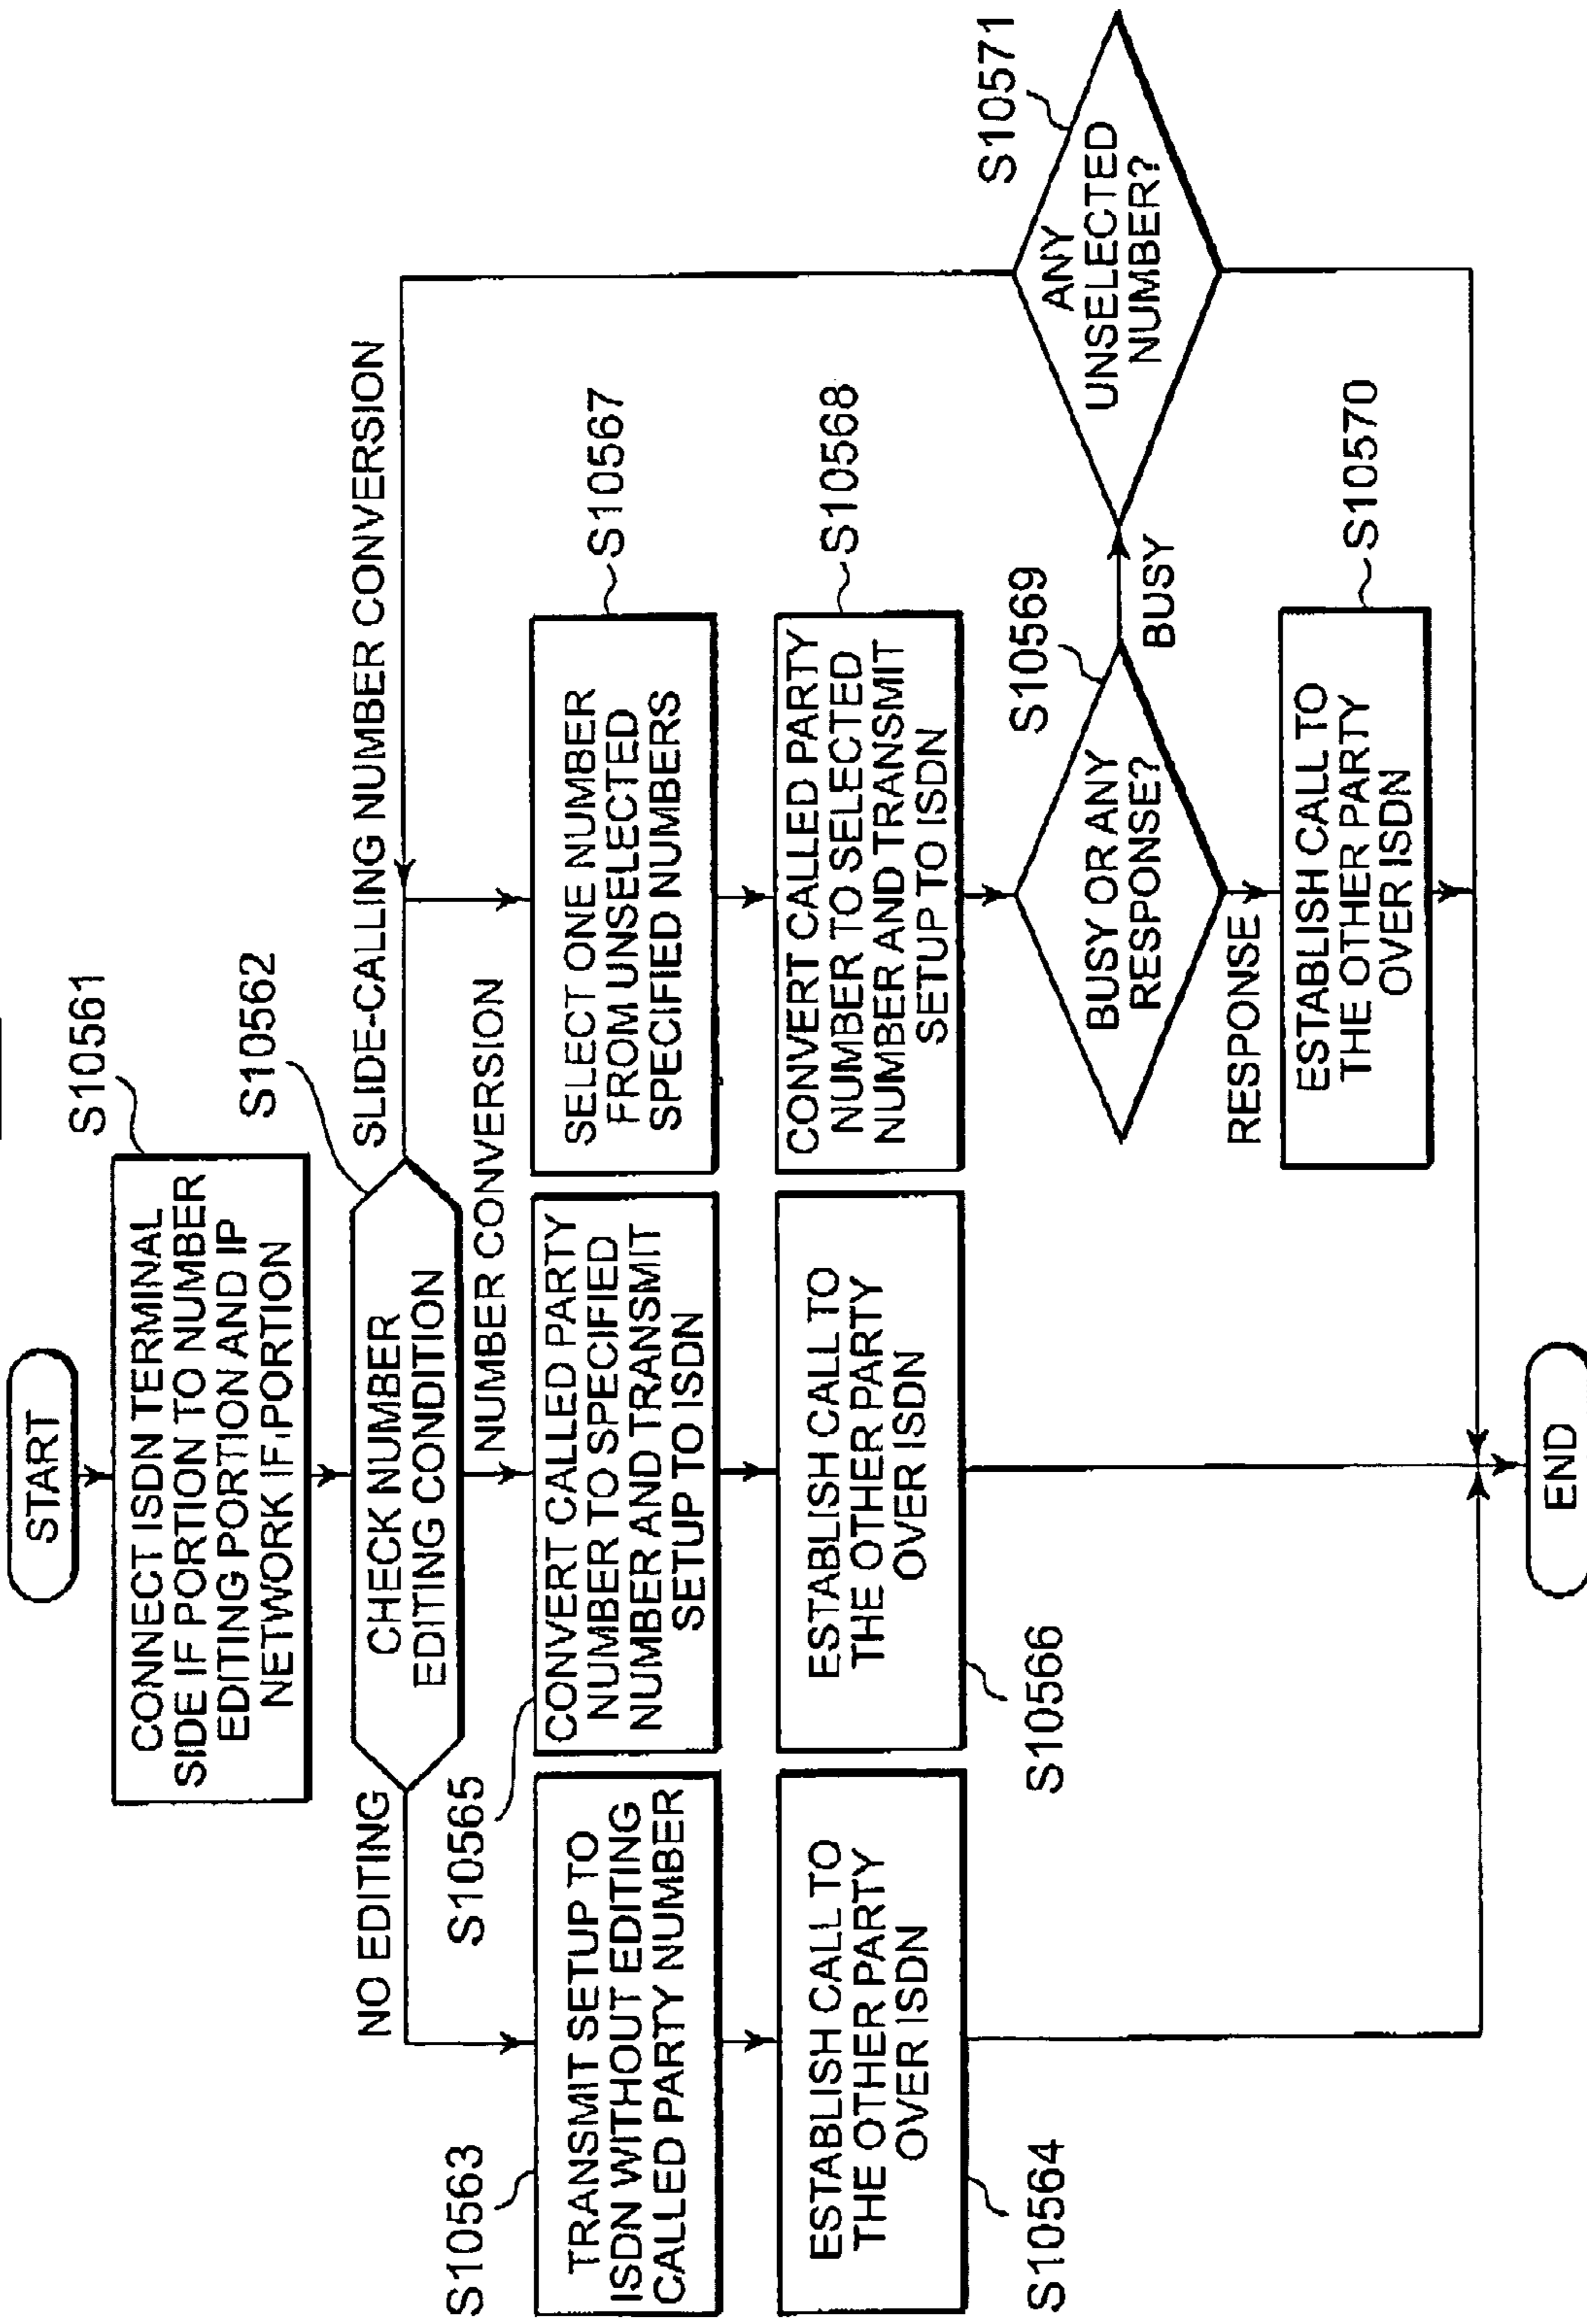 START
S10561
CONNECT ISDN TERMINAL
SIDE IF PORTION TO NUMBER
EDITING PORTION AND IP
NETWORK IF PORTION
S10562
CHECK NUMBER
EDITING CONDITION
NO EDITING
NUMBER CONVERSION
SLIDE-CALLING NUMBER CONVERSION
S10563
TRANSMIT SETUP TO
ISDN WITHOUT EDITING
CALLED PARTY NUMBER
S10565
CONVERT CALLED PARTY
NUMBER TO SPECIFIED
NUMBER AND TRANSMIT
SETUP TO ISDN
SELECT ONE NUMBER
FROM UNSELECTED
SPECIFIED NUMBERS
S10567
S10564
ESTABLISH CALL TO
THE OTHER PARTY
OVER ISDN
S10566
ESTABLISH CALL TO
THE OTHER PARTY
OVER ISDN
CONVERT CALLED PARTY
NUMBER TO SELECTED
NUMBER AND TRANSMIT
SETUP TO ISDN
S10568
S10569
BUSY OR ANY
RESPONSE?
BUSY
S10571
ANY
UNSELECTED
NUMBER?
RESPONSE
ESTABLISH CALL TO
THE OTHER PARTY
OVER ISDN
S10570
END